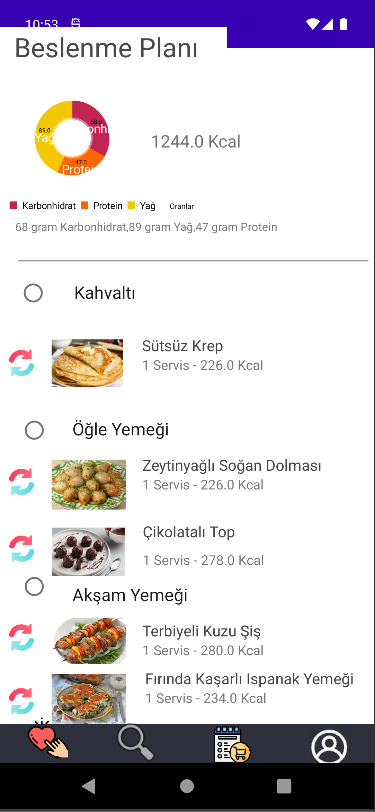 10:53
Beslenme Planı
68.0
Karbonhi
89.0
Yağ
47.0
Protein
1244.0 Kcal
Karbonhidrat Protein Yağ Oranlar
68 gram Karbonhidrat,89 gram Yağ,47 gram Protein
Kahvaltı
Sütsüz Krep
1 Servis - 226.0 Kcal
Öğle Yemeği
Zeytinyağlı Soğan Dolması
1 Servis - 226.0 Kcal
Çikolatalı Top
1 Servis - 278.0 Kcal
Akşam Yemeği
Terbiyeli Kuzu Şiş
1 Servis - 280.0 Kcal
Fırında Kaşarlı Ispanak Yemeği
1 Servis - 234.0 Kcal